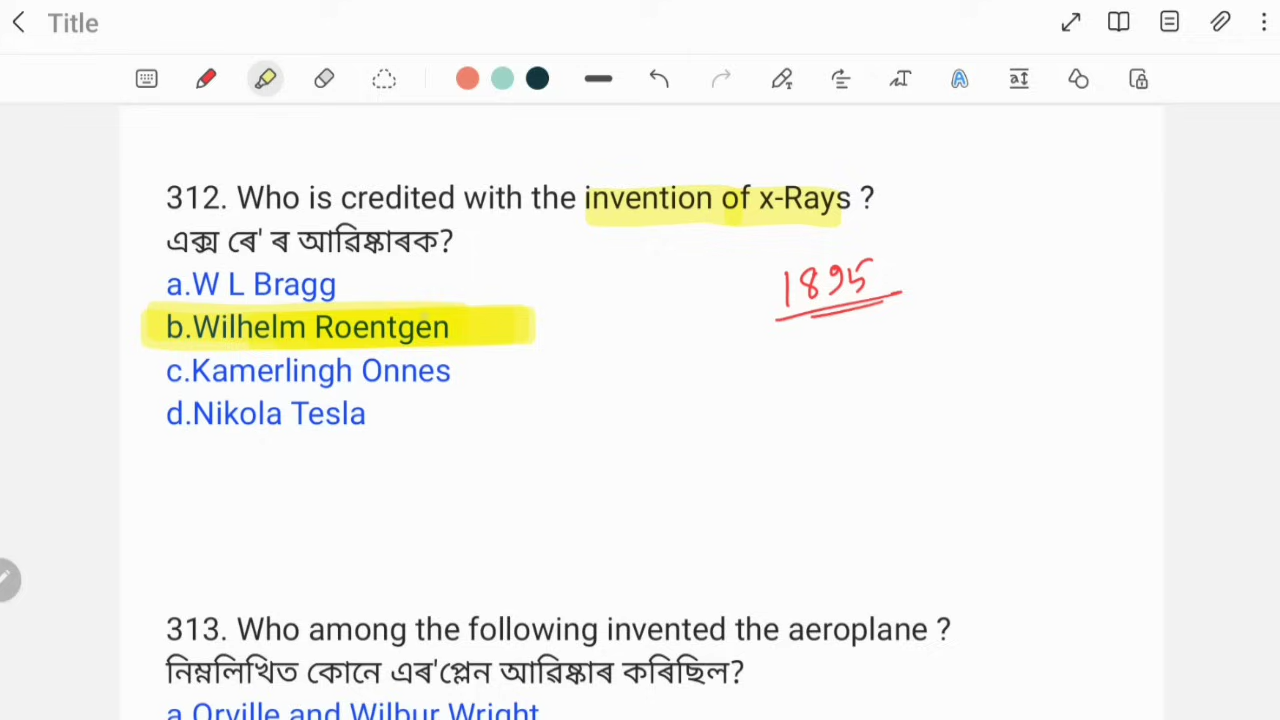 Title
312. Who is credited with the invention of x-Rays ?
এক্স ৰে' ৰ আৱিষ্কাৰক?
a.W L Bragg
1895
b.Wilhelm Roentgen
c.Kamerlingh Onnes
d.Nikola Tesla
313. Who among the following invented the aeroplane ?
নিম্নলিখিত কোনে এৰ'প্লেন আৱিষ্কাৰ কৰিছিল?
a.Orville and Wilbur Wright